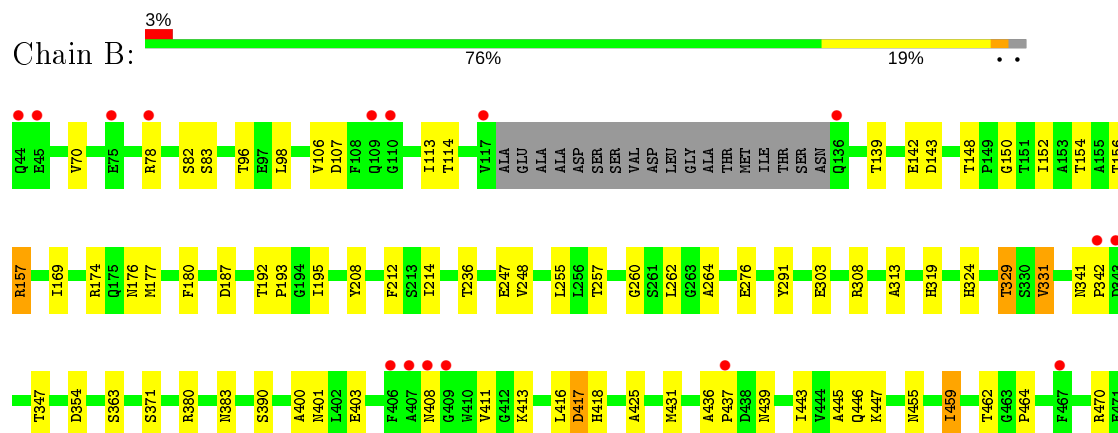 3%
Chain B:
76% 19% • •
Q44 E45 V70 E75 R78 S82 S83 T96 E97 L98 V106 D107 F108 Q109 G110 I113 T114 V117 ALA GLU ALA ALA ASP SER SER VAL ASP LEU GLY ALA THR MET ILE THR SER ASN Q136 T139 E142 D143 T148 P149 G150 T151 I152 A153 T154 A155 T156
R157 I169 R174 Q175 N176 M177 F180 D187 T192 P193 G194 I195 Y208 F212 S213 I214 T236 E247 V248 L255 L256 T257 G260 S261 L262 G263 A264 E276 Y291 E303 R308 A313 H319 H324 T329 S330 V331 N341 P342 D343
T347 D354 S363 S371 R380 N383 S390 A400 N401 L402 E403 F406 A407 N408 G409 W410 V411 G412 K413 L416 D417 H418 A425 M431 A436 P437 D438 N439 I443 V444 A445 Q446 K447 N455 I459 T462 G463 P464 F467 R470